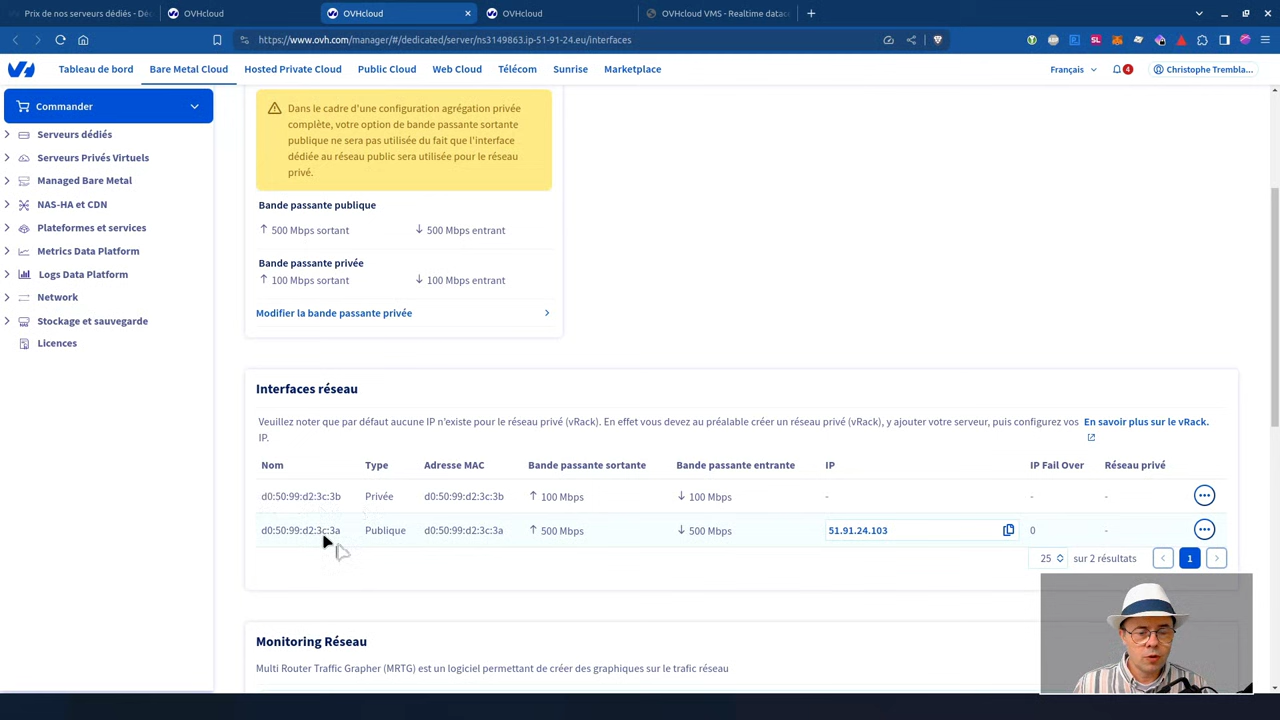 Prix de nos serveurs dédiés - Déc
OVHcloud
OVHcloud
OVHcloud
OVHcloud VMS - Realtime datac
https://www.ovh.com/manager/#/dedicated/server/ns3149863.ip-51-91-24.eu/interfaces
Tableau de bord
Bare Metal Cloud
Hosted Private Cloud
Public Cloud
Web Cloud
Télécom
Sunrise
Marketplace
Français
4
Christophe Trembla...
Commander
Serveurs dédiés
Serveurs Privés Virtuels
Managed Bare Metal
NAS-HA et CDN
Plateformes et services
Metrics Data Platform
Logs Data Platform
Network
Stockage et sauvegarde
Licences
Dans le cadre d'une configuration agrégation privée
complète, votre option de bande passante sortante
publique ne sera pas utilisée du fait que l'interface
dédiée au réseau public sera utilisée pour le réseau
privé.
Bande passante publique
↑ 500 Mbps sortant ↓ 500 Mbps entrant
Bande passante privée
↑ 100 Mbps sortant ↓ 100 Mbps entrant
Modifier la bande passante privée
Interfaces réseau
Veuillez noter que par défaut aucune IP n'existe pour le réseau privé (vRack). En effet vous devez au préalable créer un réseau privé (vRack), y ajouter votre serveur, puis configurez vos En savoir plus sur le vRack.
IP.
Nom Type Adresse MAC Bande passante sortante Bande passante entrante IP IP Fail Over Réseau privé
d0:50:99:d2:3c:3b Privée d0:50:99:d2:3c:3b ↑ 100 Mbps ↓ 100 Mbps - - -
d0:50:99:d2:3c:3a Publique d0:50:99:d2:3c:3a ↑ 500 Mbps ↓ 500 Mbps 51.91.24.103 0 -
25 sur 2 résultats 1
Monitoring Réseau
Multi Router Traffic Grapher (MRTG) est un logiciel permettant de créer des graphiques sur le trafic réseau